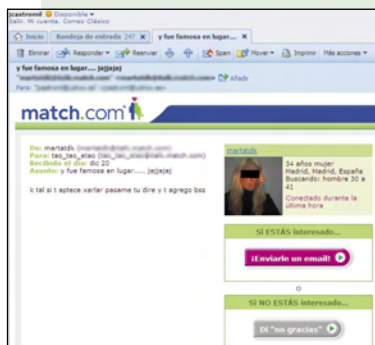 jcastromil Disponible
Salir. Mi cuenta. Correo Clásico
Inicio Bandeja de entrada 247 X y fue famosa en lugar.... X
Eliminar Responder Reenviar Spam Mover Imprimir Más acciones
y fue famosa en lugar.... jajjajaj
Añadir
Para:
match.com
De: martatdk
Para: tao_tao_etao
Recibido el día: dic 20
Asunto: y fue famosa en lugar..... jajajaj
k tal si t aptece xarlar pasame tu dire y t agrego bss
martatdk
34 años mujer
Madrid, Madrid, España
Buscando: hombre 30 a
41
Conectado durante la
última hora
Si ESTÁS interesado...
¡Enviarle un email!
o
Si NO ESTÁS interesado...
Di "no gracias"